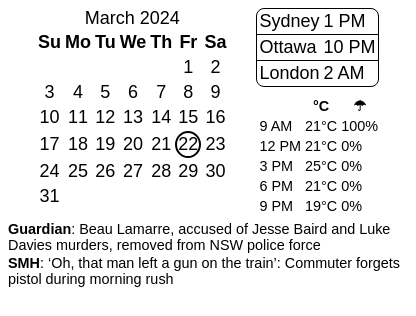 March 2024
Su Mo Tu We Th Fr Sa
1 2
3 4 5 6 7 8 9
10 11 12 13 14 15 16
17 18 19 20 21 22 23
24 25 26 27 28 29 30
31
Sydney 1 PM
Ottawa 10 PM
London 2 AM
°C ☂
9 AM 21°C 100%
12 PM 21°C 0%
3 PM 25°C 0%
6 PM 21°C 0%
9 PM 19°C 0%
Guardian: Beau Lamarre, accused of Jesse Baird and Luke
Davies murders, removed from NSW police force
SMH: ‘Oh, that man left a gun on the train’: Commuter forgets
pistol during morning rush